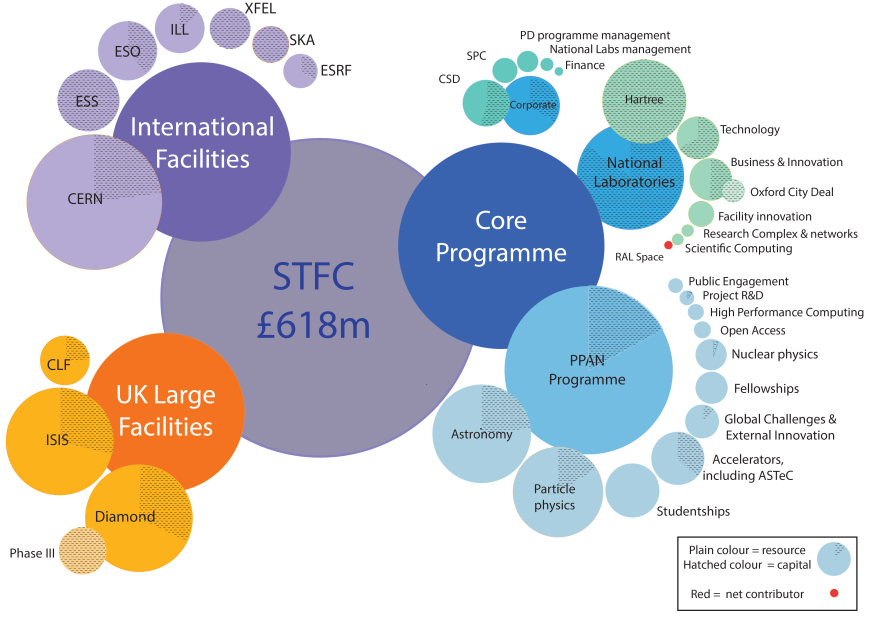 XFEL
ILL
SKA
ESO
ESRF
ESS
International
Facilities
CERN
STFC
£618m
CLF
UK Large
Facilities
ISIS
Diamond
Phase III
Core
Programme
PD programme management
National Labs management
SPC
Finance
CSD
Corporate
Hartree
Technology
National
Laboratories
Business & Innovation
Oxford City Deal
Facility innovation
Research Complex & networks
Scientific Computing
RAL Space
Public Engagement
Project R&D
High Performance Computing
Open Access
Nuclear physics
PPAN
Programme
Fellowships
Global Challenges &
External Innovation
Astronomy
Accelerators,
including ASTeC
Particle
physics
Studentships
Plain colour = resource
Hatched colour = capital
Red = net contributor